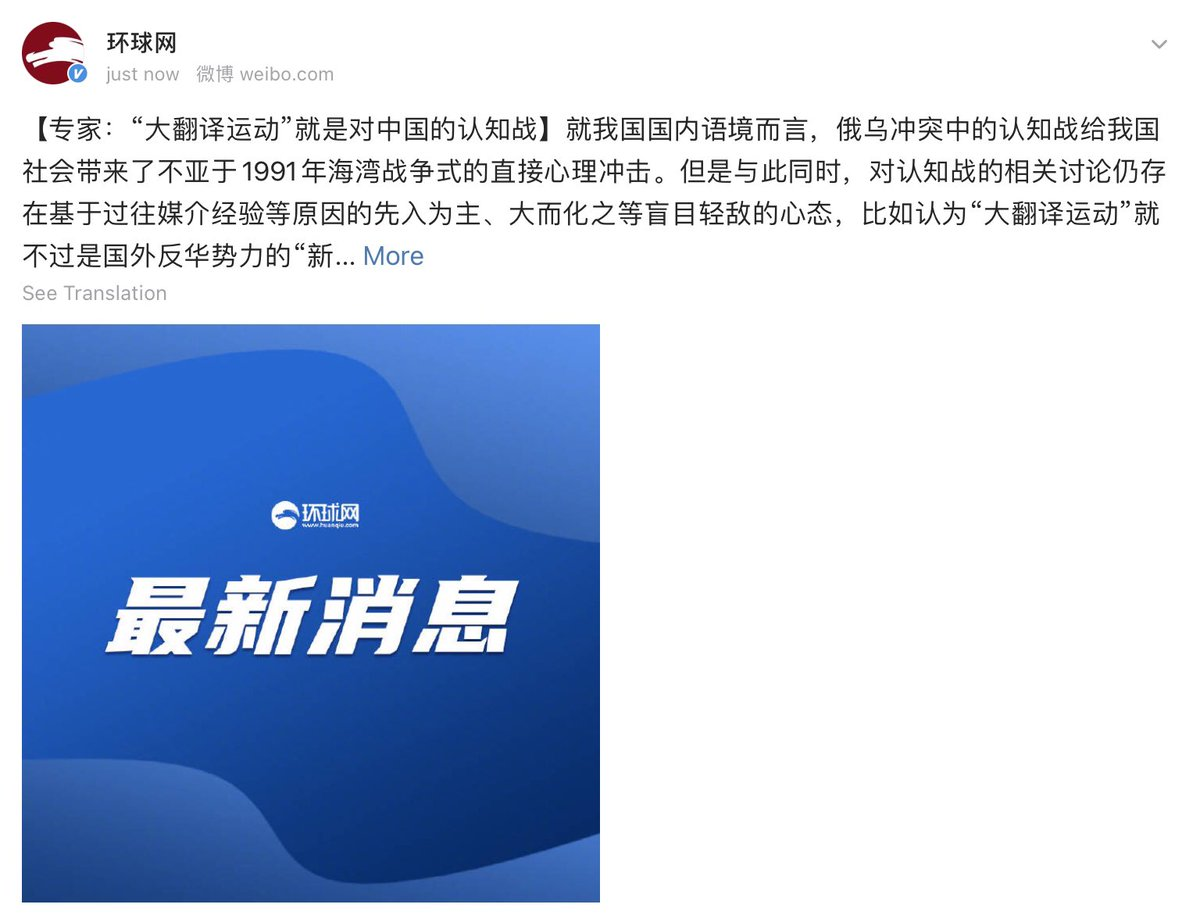 环球网
just now 微博 weibo.com
【专家：“大翻译运动”就是对中国的认知战】就我国国内语境而言，俄乌冲突中的认知战给我国
社会带来了不亚于1991年海湾战争式的直接心理冲击。但是与此同时，对认知战的相关讨论仍存
在基于过往媒介经验等原因的先入为主、大而化之等盲目轻敌的心态，比如认为“大翻译运动”就
不过是国外反华势力的“新... More
See Translation
环球网
www.huanqiu.com
最新消息